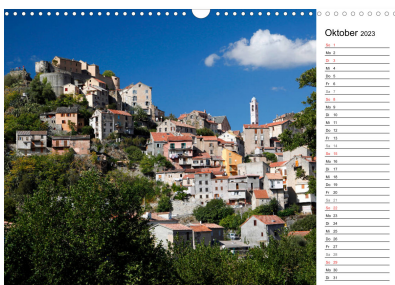 Oktober 2023
So 1
Mo 2
Di 3
Mi 4
Do 5
Fr 6
Sa 7
So 8
Mo 9
Di 10
Mi 11
Do 12
Fr 13
Sa 14
So 15
Mo 16
Di 17
Mi 18
Do 19
Fr 20
Sa 21
So 22
Mo 23
Di 24
Mi 25
Do 26
Fr 27
Sa 28
So 29
Mo 30
Di 31